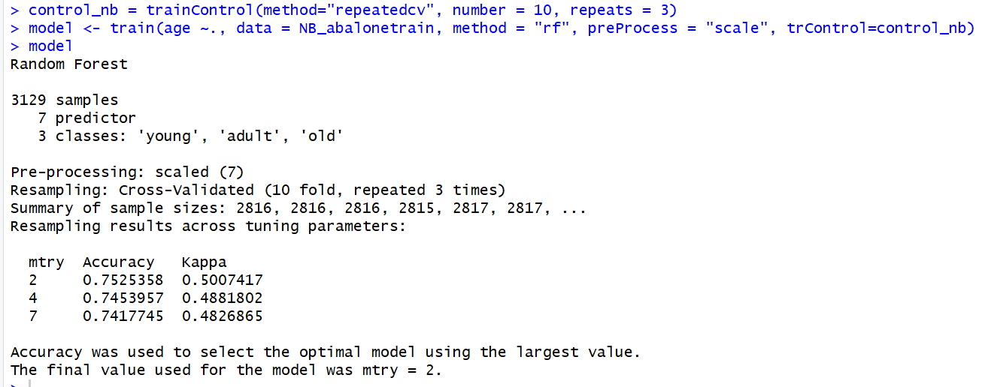 > control_nb = trainControl(method="repeatedcv", number = 10, repeats = 3)
> model <- train(age ~., data = NB_abalonetrain, method = "rf", preProcess = "scale", trControl=control_nb)
> model
Random Forest

3129 samples
   7 predictor
   3 classes: 'young', 'adult', 'old'

Pre-processing: scaled (7)
Resampling: Cross-Validated (10 fold, repeated 3 times)
Summary of sample sizes: 2816, 2816, 2816, 2815, 2817, 2817, ...
Resampling results across tuning parameters:

  mtry  Accuracy   Kappa
  2     0.7525358  0.5007417
  4     0.7453957  0.4881802
  7     0.7417745  0.4826865

Accuracy was used to select the optimal model using the largest value.
The final value used for the model was mtry = 2.
>